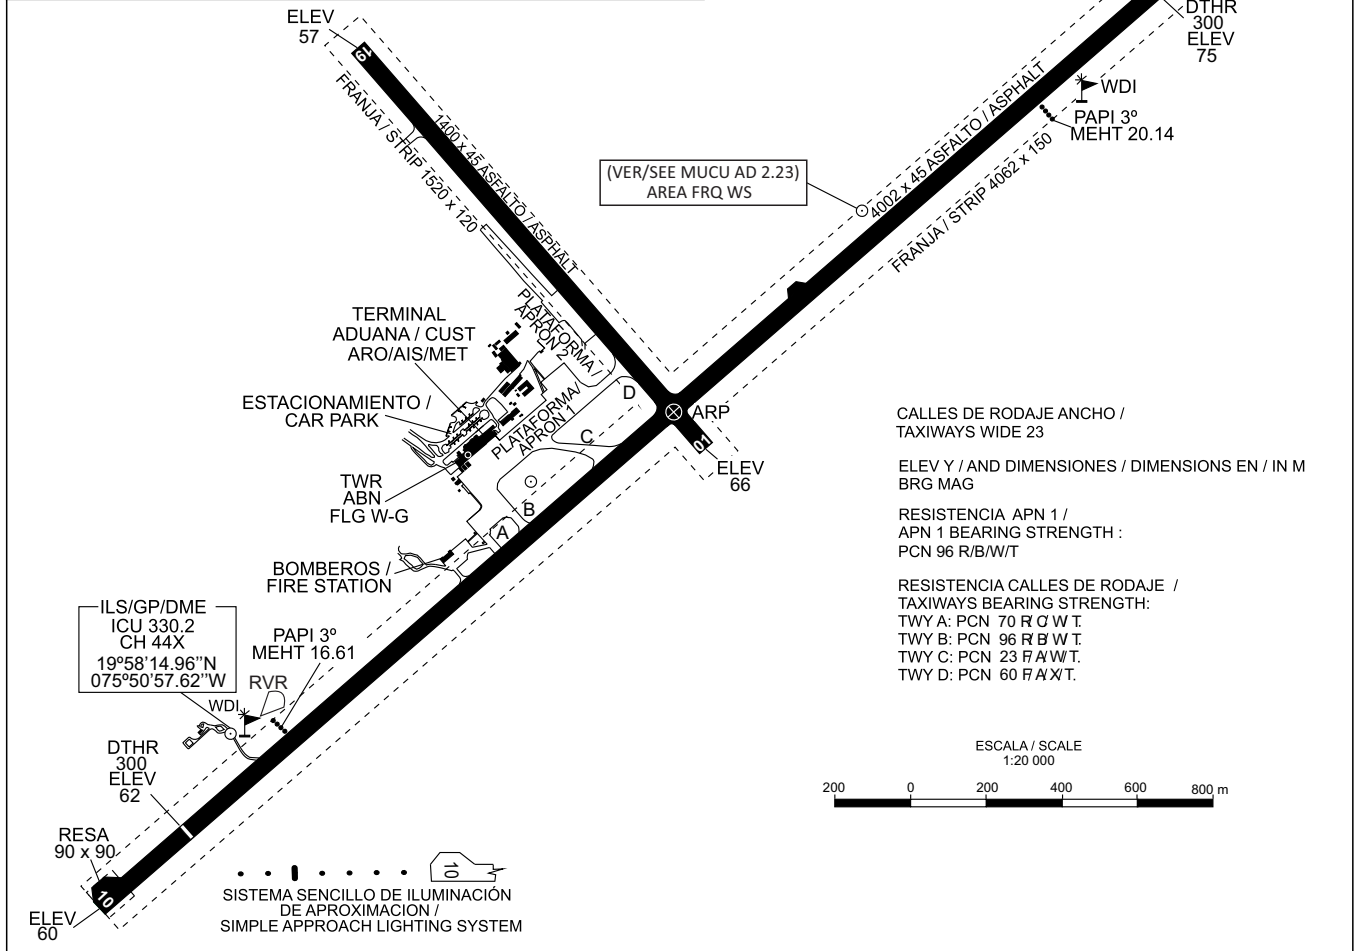 ELEV
57
19
FRANJA / STRIP 1520 x 120
1400 x 45 ASFALTO / ASPHALT
DTHR
300
ELEV
75
WDI
PAPI 3º
MEHT 20.14
4002 x 45 ASFALTO / ASPHALT
FRANJA / STRIP 4062 x 150
(VER/SEE MUCU AD 2.23)
AREA FRQ WS
TERMINAL
ADUANA / CUST
ARO/AIS/MET
PLATAFORMA /
APRON 2
ESTACIONAMIENTO /
CAR PARK
PLATAFORMA/
APRON 1
D
C
B
A
ARP
01
ELEV
66
TWR
ABN
FLG W-G
BOMBEROS /
FIRE STATION
ILS/GP/DME
ICU 330.2
CH 44X
19º58’14.96’’N
075º50’57.62’’W
PAPI 3º
MEHT 16.61
RVR
WDI
DTHR
300
ELEV
62
RESA
90 x 90
10
ELEV
60
10
SISTEMA SENCILLO DE ILUMINACIÓN
DE APROXIMACION /
SIMPLE APPROACH LIGHTING SYSTEM
CALLES DE RODAJE ANCHO /
TAXIWAYS WIDE 23
ELEV Y / AND DIMENSIONES / DIMENSIONS EN / IN M
BRG MAG
RESISTENCIA APN 1 /
APN 1 BEARING STRENGTH :
PCN 96 R/B/W/T
RESISTENCIA CALLES DE RODAJE /
TAXIWAYS BEARING STRENGTH:
TWY A: PCN 70 R/C/W/T.
TWY B: PCN 96 R/B/W/T.
TWY C: PCN 23 F/A/W/T.
TWY D: PCN 60 F/A/X/T.
ESCALA / SCALE
1:20 000
200 0 200 400 600 800 m